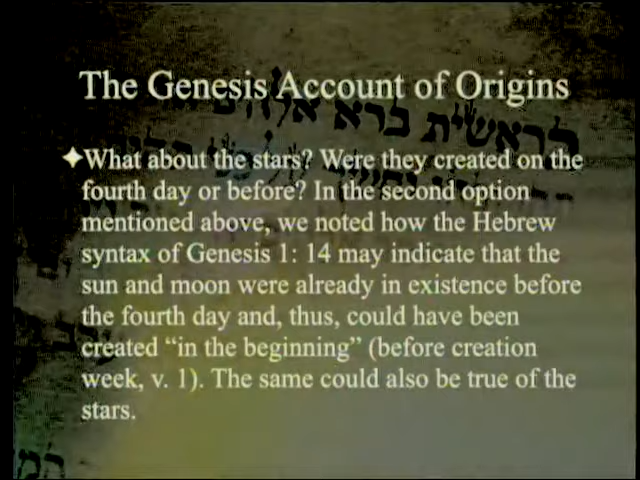 The Genesis Account of Origins
בראשית ברא אלהים
✦What about the stars? Were they created on the
fourth day or before? In the second option
mentioned above, we noted how the Hebrew
syntax of Genesis 1: 14 may indicate that the
sun and moon were already in existence before
the fourth day and, thus, could have been
created “in the beginning” (before creation
week, v. 1). The same could also be true of the
stars.